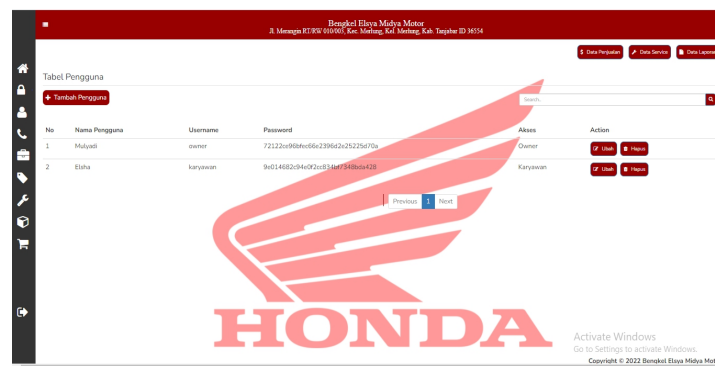 Bengkel Elsya Midya Motor
Jl. Merangin RT/RW 010/003, Kec. Merlung, Kel. Merlung, Kab. Tanjabar ID 36554
$ Data Penjualan Data Service Data Laporan
Tabel Pengguna
+ Tambah Pengguna
Search..
No Nama Pengguna Username Password Akses Action
1 Mulyadi owner 72122ce96bfec66e2396d2e25225d70a Owner Ubah Hapus
2 Elsha karyawan 9e014682c94e0f2cc834bf7348bda428 Karyawan Ubah Hapus
Previous 1 Next
HONDA
Activate Windows
Go to Settings to activate Windows.
Copyright © 2022 Bengkel Elsya Midya Mot